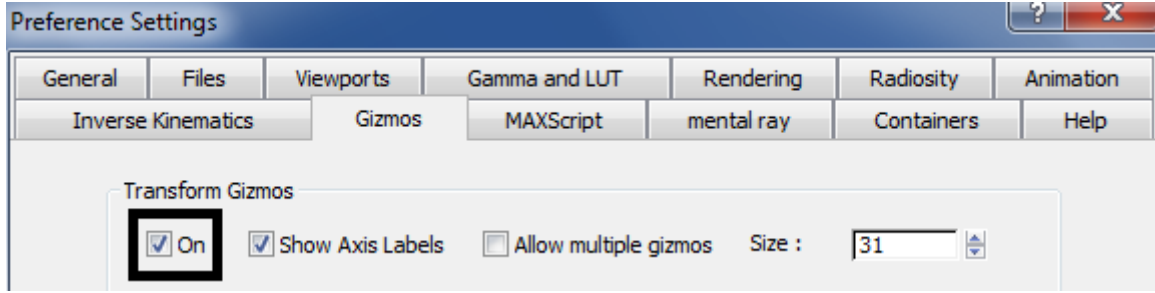 Preference Settings ?
General Files Viewports Gamma and LUT Rendering Radiosity Animation
Inverse Kinematics Gizmos MAXScript mental ray Containers Help
Transform Gizmos
On Show Axis Labels Allow multiple gizmos Size : 31